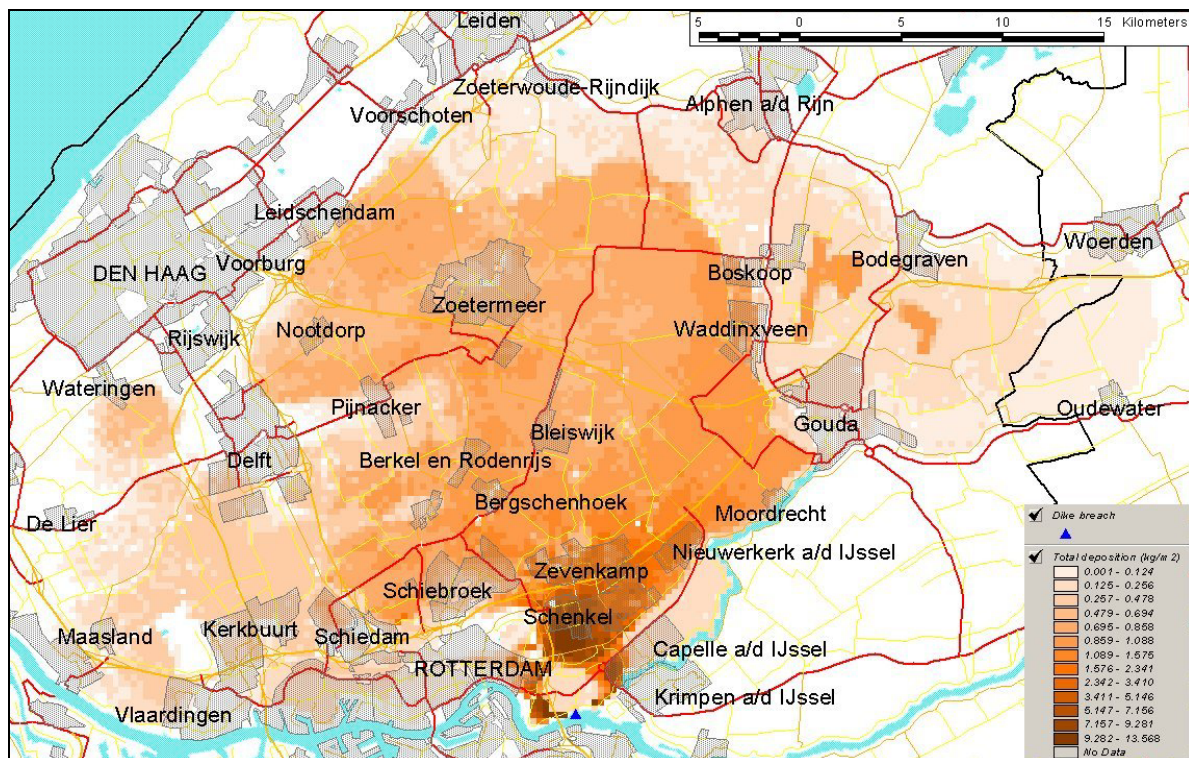 Leiden
5 0 5 10 15 Kilometers
Zoeterwoude-Rijndijk
Alphen a/d Rijn
Voorschoten
Leidschendam
Woerden
DEN HAAG
Voorburg
Boskoop
Bodegraven
Zoetermeer
Nootdorp
Rijswijk
Waddinxveen
Wateringen
Pijnacker
Oudewater
Gouda
Bleiswijk
Delft
Berkel en Rodenrijs
Bergschenhoek
Moordrecht
De Lier
Nieuwerkerk a/d IJssel
Zevenkamp
Schiebroek
Schenkel
Maasland
Kerkbuurt
Schiedam
Capelle a/d IJssel
ROTTERDAM
Krimpen a/d IJssel
Vlaardingen
Dike breach
Total deposition (kg/m 2)
0.001 - 0.124
0.125 - 0.256
0.257 - 0.478
0.479 - 0.694
0.695 - 0.858
0.859 - 1.088
1.089 - 1.575
1.576 - 2.341
2.342 - 3.410
3.411 - 5.146
5.147 - 7.156
7.157 - 9.281
9.282 - 13.568
No Data